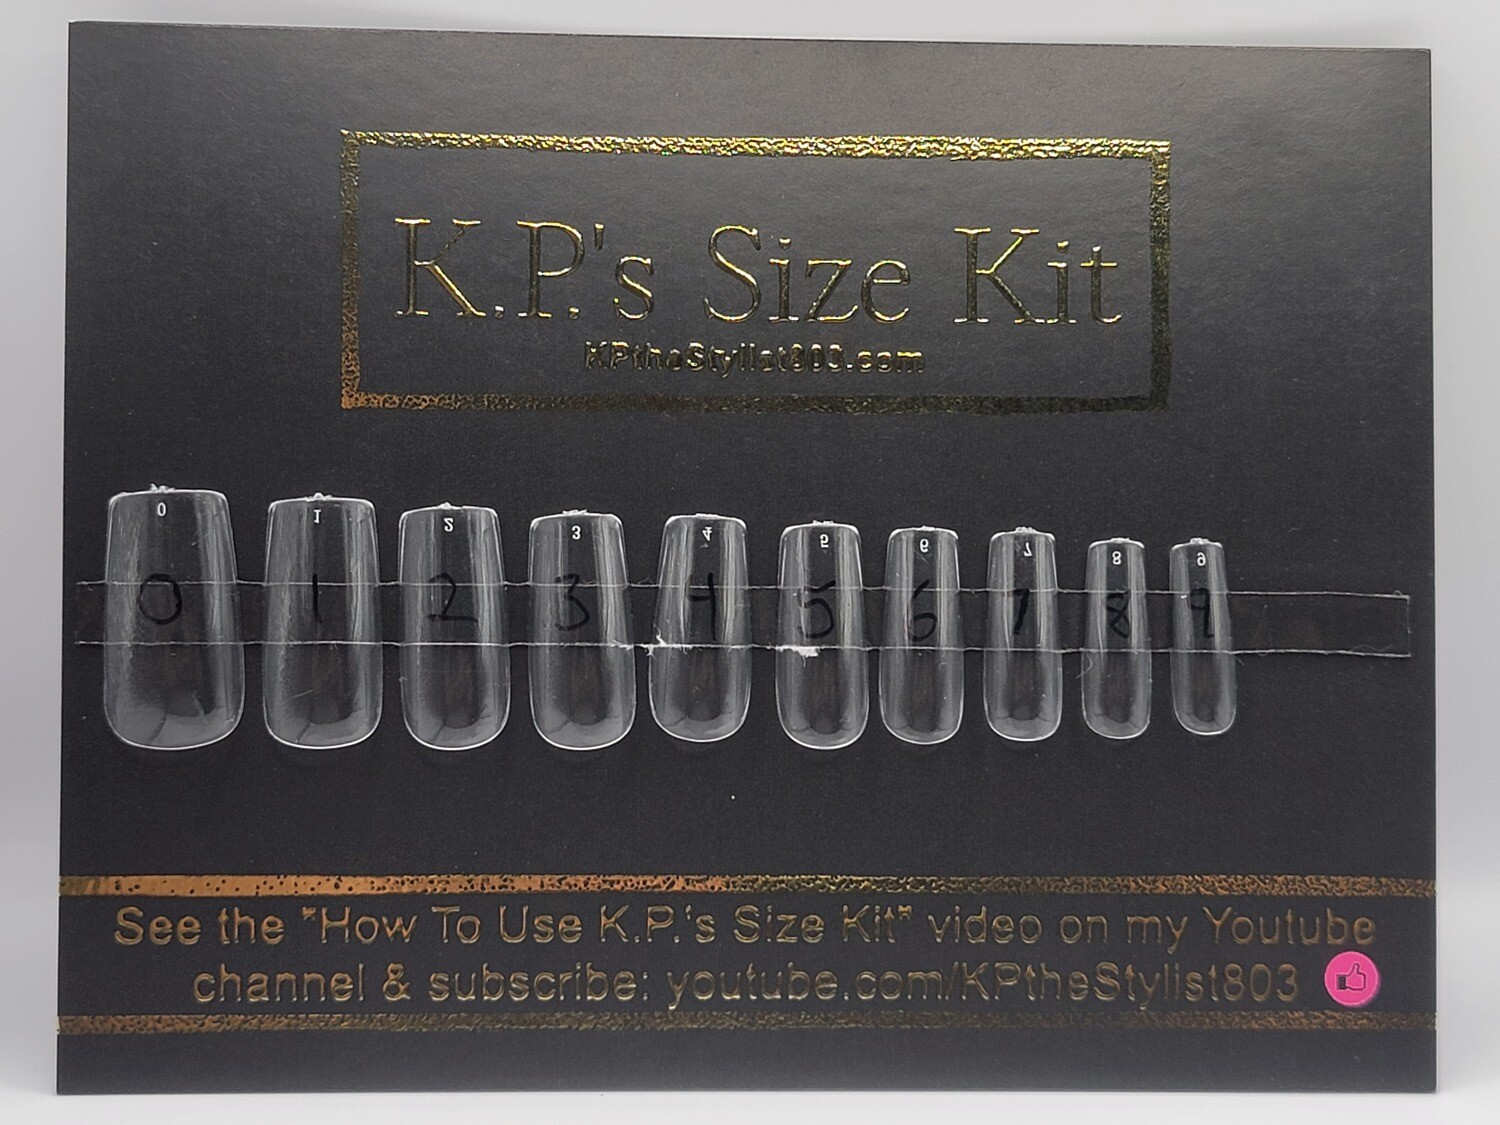 K.P.'s Size Kit
KPtheStylist803.com
0 1 2 3 4 5 6 7 8 9
0 1 2 3 4 5 6 7 8 9
See the "How To Use K.P.'s Size Kit" video on my Youtube
channel & subscribe: youtube.com/KPtheStylist803